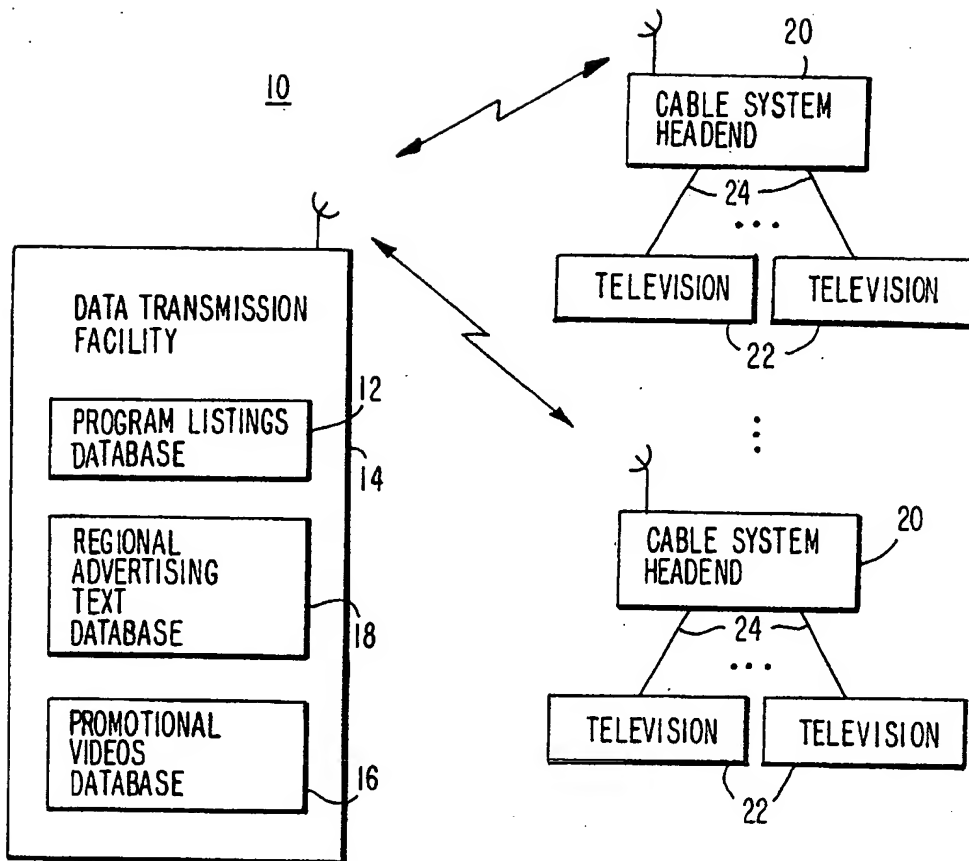 10
DATA TRANSMISSION
FACILITY
12
PROGRAM LISTINGS
DATABASE
14
REGIONAL
ADVERTISING
TEXT
DATABASE
18
PROMOTIONAL
VIDEOS
DATABASE
16
20
CABLE SYSTEM
HEADEND
24
TELEVISION
TELEVISION
22
20
CABLE SYSTEM
HEADEND
24
TELEVISION
TELEVISION
22